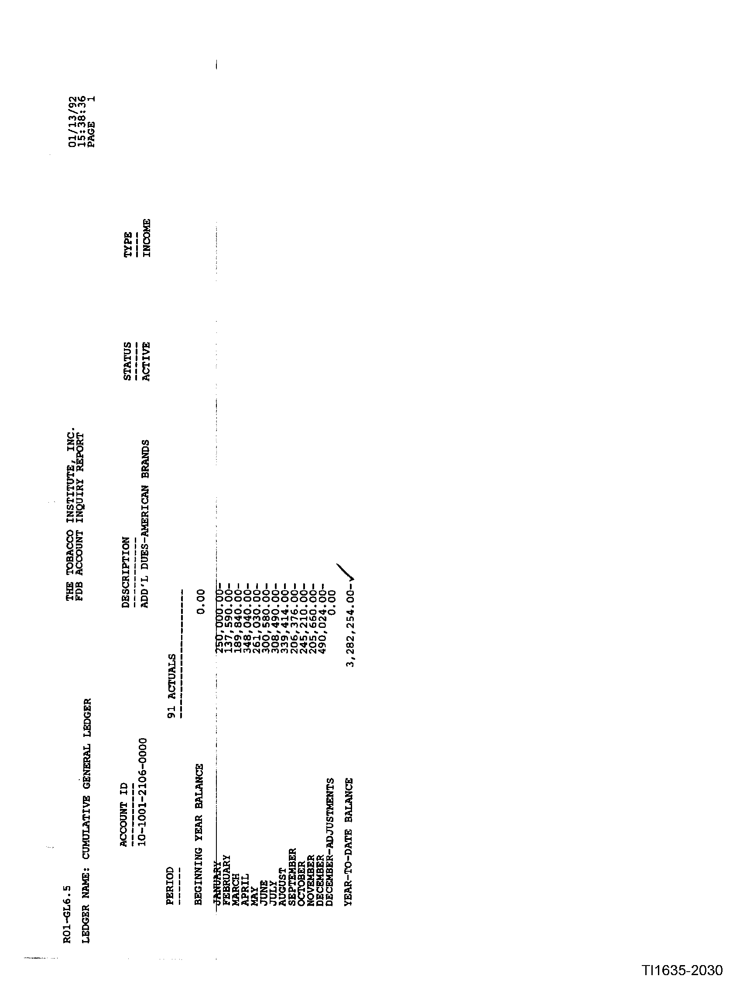 R01-GL6.5 THE TOBACCO INSTITUTE, INC. 01/13/92
FDB ACCOUNT INQUIRY REPORT 15:38:36
LEDGER NAME: CUMULATIVE GENERAL LEDGER PAGE 1
ACCOUNT ID DESCRIPTION STATUS TYPE
---------- ----------- ------ ----
10-1001-2106-0000 ADD'L DUES-AMERICAN BRANDS ACTIVE INCOME
PERIOD 91 ACTUALS
------ --------------------
BEGINNING YEAR BALANCE 0.00
JANUARY 250,000.00-
FEBRUARY 137,590.00-
MARCH 189,840.00-
APRIL 348,040.00-
MAY 261,030.00-
JUNE 300,580.00-
JULY 308,490.00-
AUGUST 339,414.00-
SEPTEMBER 206,376.00-
OCTOBER 245,210.00-
NOVEMBER 205,660.00-
DECEMBER 490,024.00-
DECEMBER-ADJUSTMENTS 0.00
YEAR-TO-DATE BALANCE 3,282,254.00-
TI1635-2030